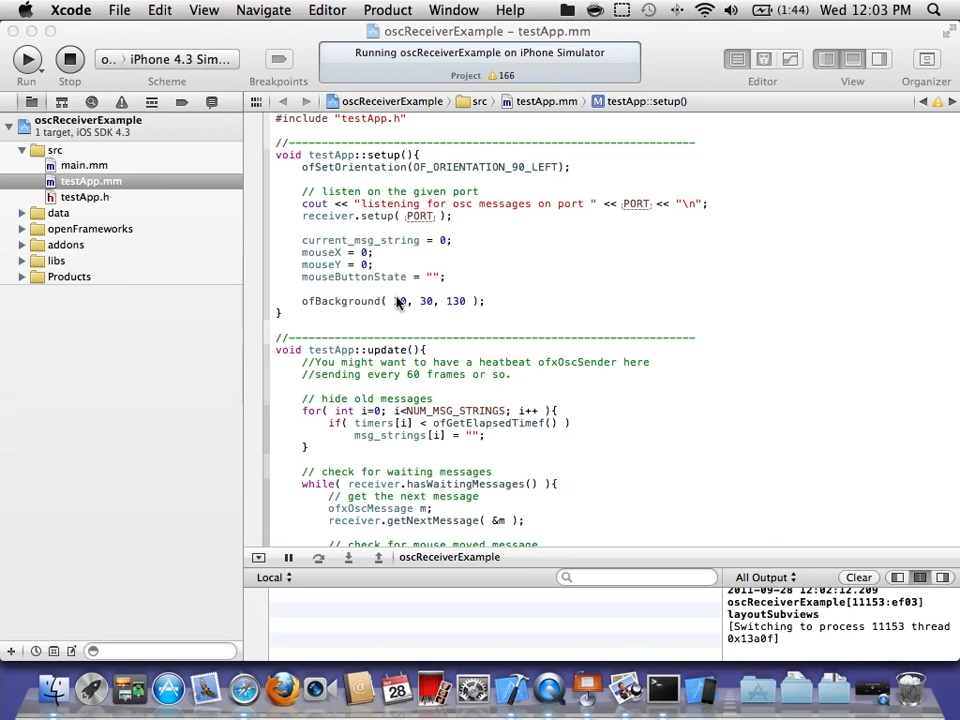 Xcode File Edit View Navigate Editor Product Window Help (1:44) Wed 12:03 PM
oscReceiverExample – testApp.mm
o.. iPhone 4.3 Sim...
Running oscReceiverExample on iPhone Simulator
Project 166
Run Stop Scheme Breakpoints Editor View Organizer
oscReceiverExample src testApp.mm M testApp::setup()
oscReceiverExample
1 target, iOS SDK 4.3
src
m main.mm
m testApp.mm
h testApp.h
data
openFrameworks
addons
libs
Products
#include "testApp.h"
//--------------------------------------------------------------
void testApp::setup(){
ofSetOrientation(OF_ORIENTATION_90_LEFT);
// listen on the given port
cout << "listening for osc messages on port " << PORT << "\n";
receiver.setup( PORT );
current_msg_string = 0;
mouseX = 0;
mouseY = 0;
mouseButtonState = "";
ofBackground( 30, 130 );
}
//--------------------------------------------------------------
void testApp::update(){
//You might want to have a heatbeat ofxOscSender here
//sending every 60 frames or so.
// hide old messages
for( int i=0; i<NUM_MSG_STRINGS; i++ ){
if( timers[i] < ofGetElapsedTimef() )
msg_strings[i] = "";
}
// check for waiting messages
while( receiver.hasWaitingMessages() ){
// get the next message
ofxOscMessage m;
receiver.getNextMessage( &m );
// check for mouse moved message
oscReceiverExample
Local All Output Clear
2011-09-28 12:02:12.209
oscReceiverExample[11153:ef03]
layoutSubviews
[Switching to process 11153 thread
0x13a0f]
28